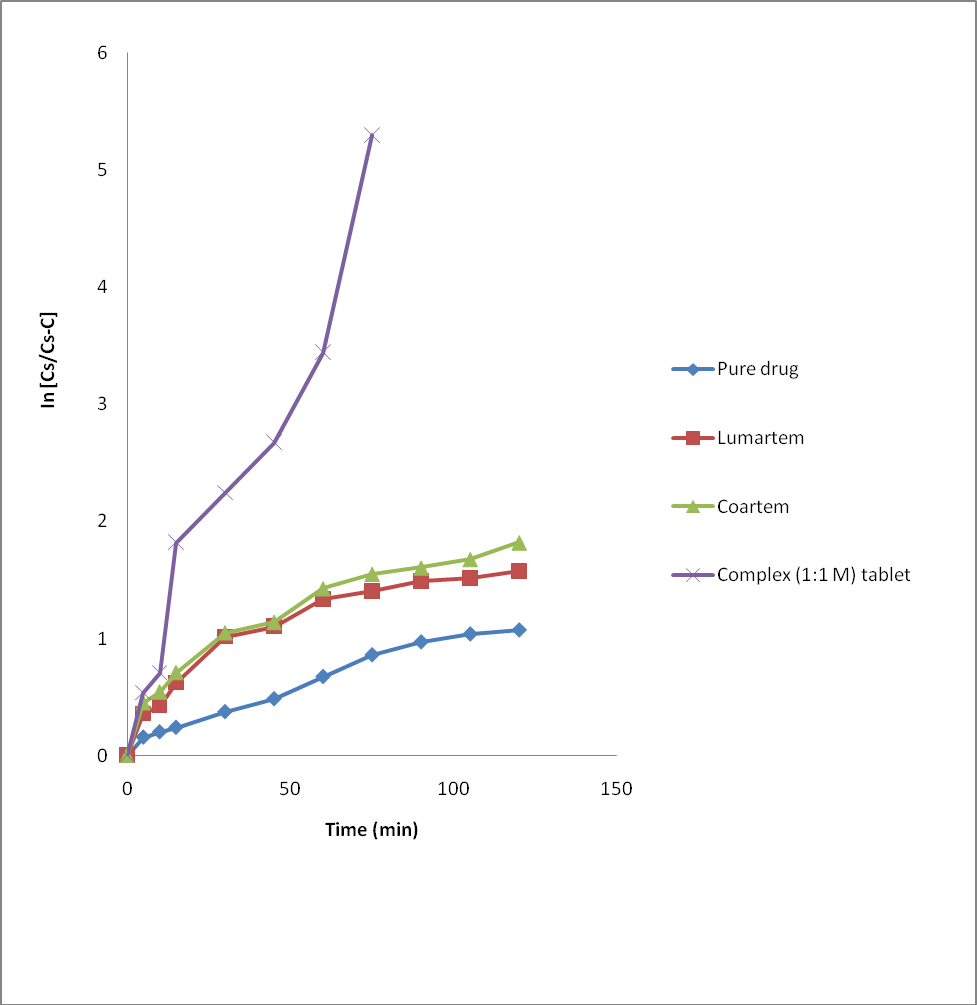 6
5
4
3
2
1
0
ln[Cs/Cs-C]
0 50 100 150
Time (min)
Pure drug
Lumartem
Coartem
Complex (1:1 M) tablet